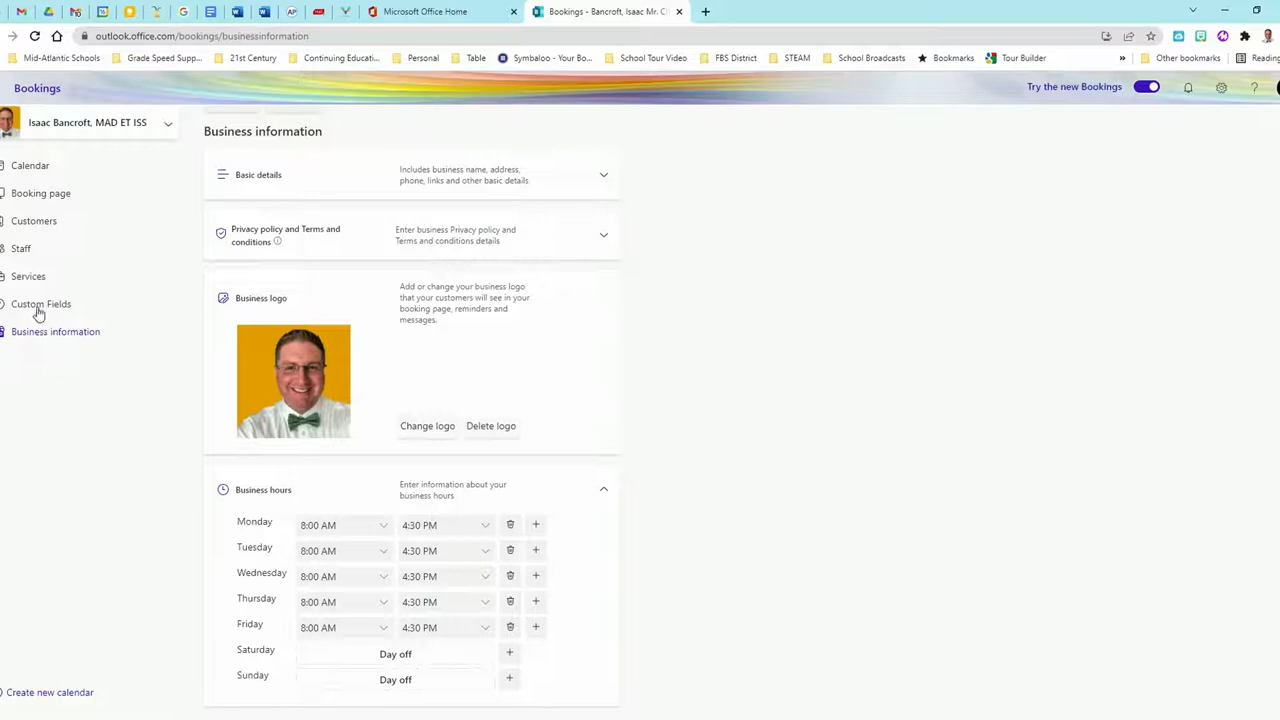 Microsoft Office Home
Bookings - Bancroft, Isaac Mr. C
outlook.office.com/bookings/businessinformation
Mid-Atlantic Schools
Grade Speed Supp...
21st Century
Continuing Educati...
Personal
Table
Symbaloo - Your Bo...
School Tour Video
FBS District
STEAM
School Broadcasts
Bookmarks
Tour Builder
»
Other bookmarks
Reading
Bookings
Try the new Bookings
?
Isaac Bancroft, MAD ET ISS
Calendar
Booking page
Customers
Staff
Services
Custom Fields
Business information
Create new calendar
Business information
Basic details
Includes business name, address,
phone, links and other basic details
Privacy policy and Terms and
conditions
Enter business Privacy policy and
Terms and conditions details
Business logo
Add or change your business logo
that your customers will see in your
booking page, reminders and
messages.
Change logo Delete logo
Business hours
Enter information about your
business hours
Monday 8:00 AM 4:30 PM
Tuesday 8:00 AM 4:30 PM
Wednesday 8:00 AM 4:30 PM
Thursday 8:00 AM 4:30 PM
Friday 8:00 AM 4:30 PM
Saturday Day off
Sunday Day off